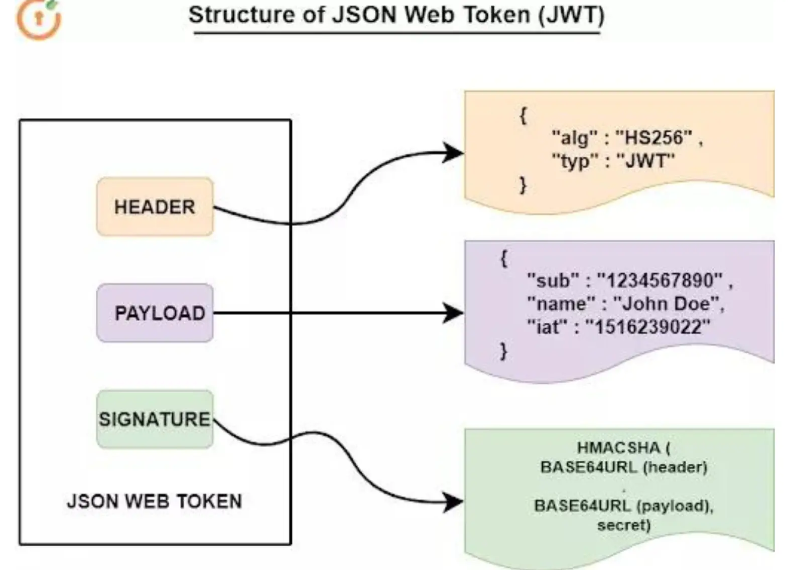 Structure of JSON Web Token (JWT)
HEADER
PAYLOAD
SIGNATURE
JSON WEB TOKEN
{
"alg" : "HS256" ,
"typ" : "JWT"
}
{
"sub" : "1234567890" ,
"name" : "John Doe",
"iat" : "1516239022"
}
HMACSHA (
BASE64URL (header)
.
BASE64URL (payload),
secret)